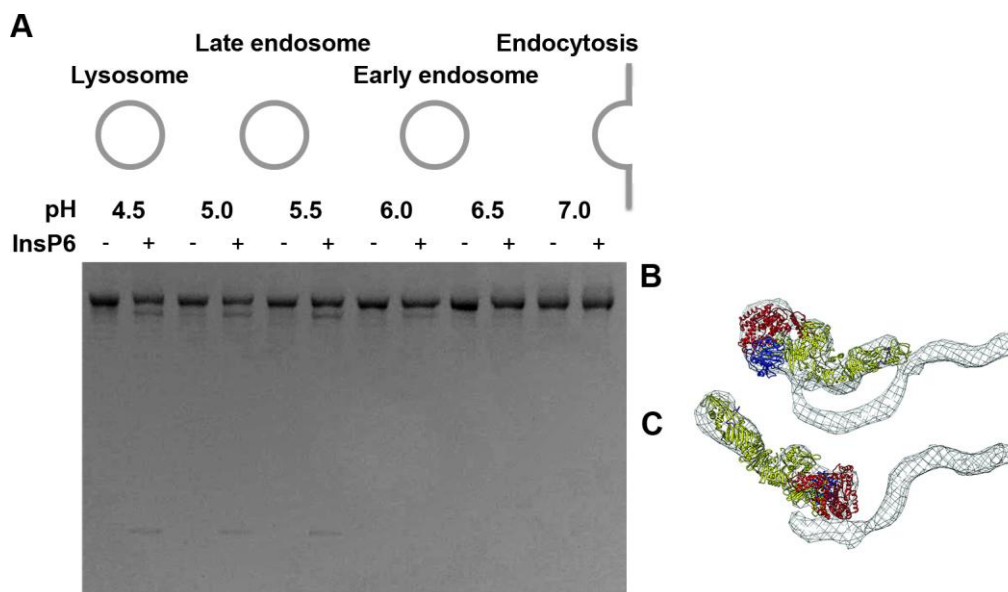 A
Late endosome Endocytosis
Lysosome Early endosome
pH 4.5 5.0 5.5 6.0 6.5 7.0
InsP6 - + - + - + - + - + - +
B
C